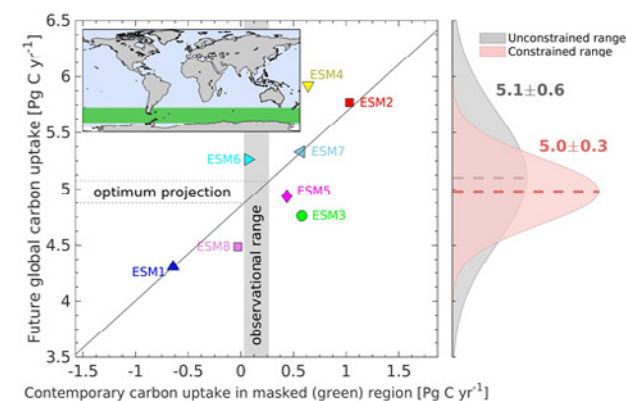 Future global carbon uptake [Pg C yr⁻¹]
6.5
6
5.5
5
4.5
4
3.5
ESM4
ESM2
ESM6
ESM7
optimum projection
ESM5
ESM3
ESM8
ESM1
observational range
-1.5
-1
-0.5
0
0.5
1
1.5
Contemporary carbon uptake in masked (green) region [Pg C yr⁻¹]
Unconstrained range
Constrained range
5.1±0.6
5.0±0.3